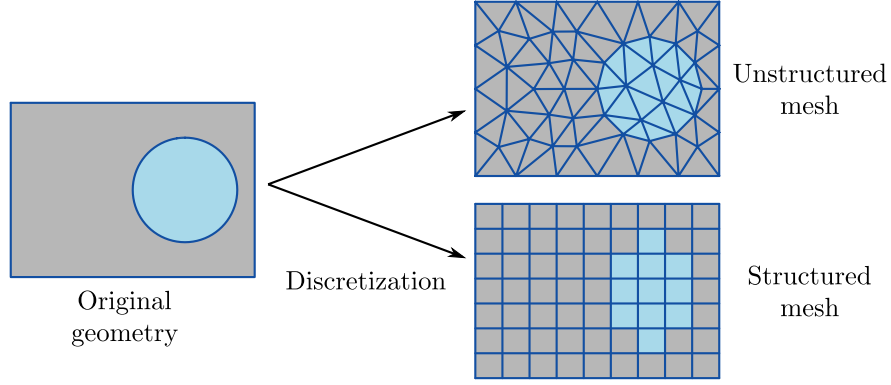 Unstructured
mesh
Discretization
Original
geometry
Structured
mesh